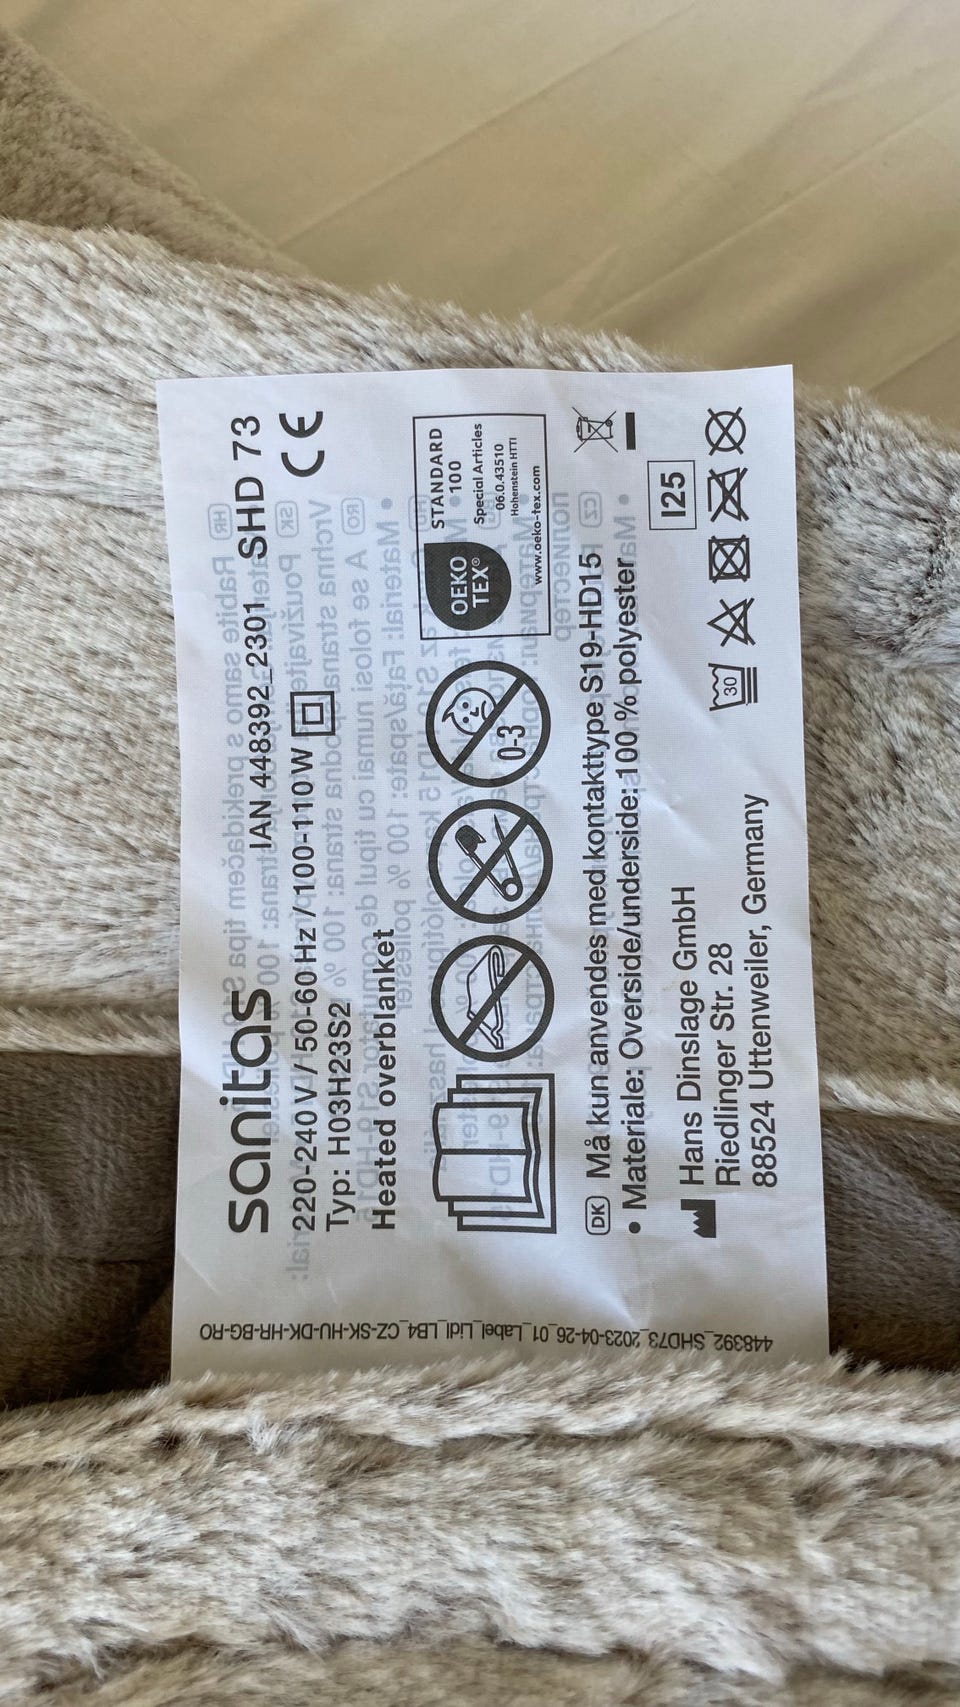 sanitas
IAN 448392_2301 SHD 73
220-240 V / 50-60 Hz / 100-110W
CE
Typ: H03H23S2
Heated overblanket
0-3
OEKO
TEX®
STANDARD
100
Special Articles
06.0.43510
Hohenstein HTTI
www.oeko-tex.com
DK Må kun anvendes med kontakttype S19-HD15
• Materiale: Overside/underside: 100 % polyester
Hans Dinslage GmbH
Riedlinger Str. 28
88524 Uttenweiler, Germany
I25
30
448392_SHD73_2023-04-26_01_Label_Lidl_LB4_CZ-SK-HU-DK-HR-BG-RO